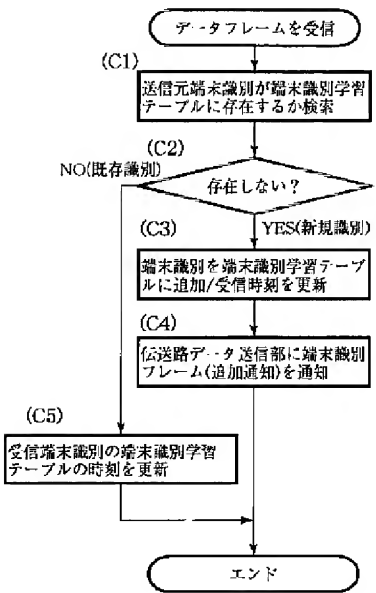 データフレームを受信
(C1)
送信元端末識別が端末識別学習
テーブルに存在するか検索
(C2)
NO(既存識別)
存在しない？
YES(新規識別)
(C3)
端末識別を端末識別学習テーブ
ルに追加/受信時刻を更新
(C4)
伝送路データ送信部に端末識別
フレーム(追加通知)を通知
(C5)
受信端末識別の端末識別学習
テーブルの時刻を更新
エンド